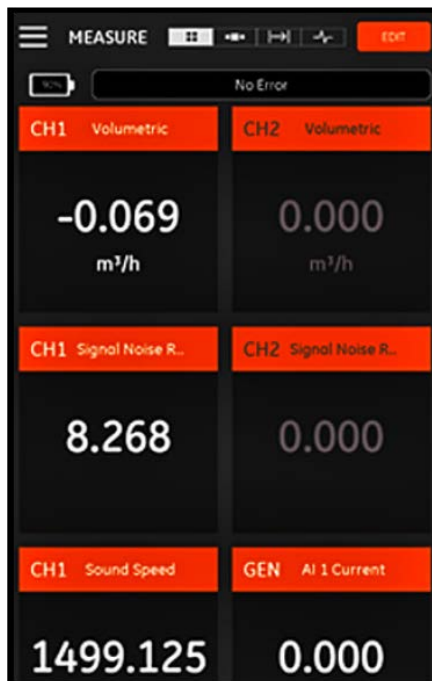 MEASURE EDIT
90% No Error
CH1 Volumetric CH2 Volumetric
-0.069 0.000
m³/h m³/h
CH1 Signal Noise R.. CH2 Signal Noise R..
8.268 0.000
CH1 Sound Speed GEN AI 1 Current
1499.125 0.000